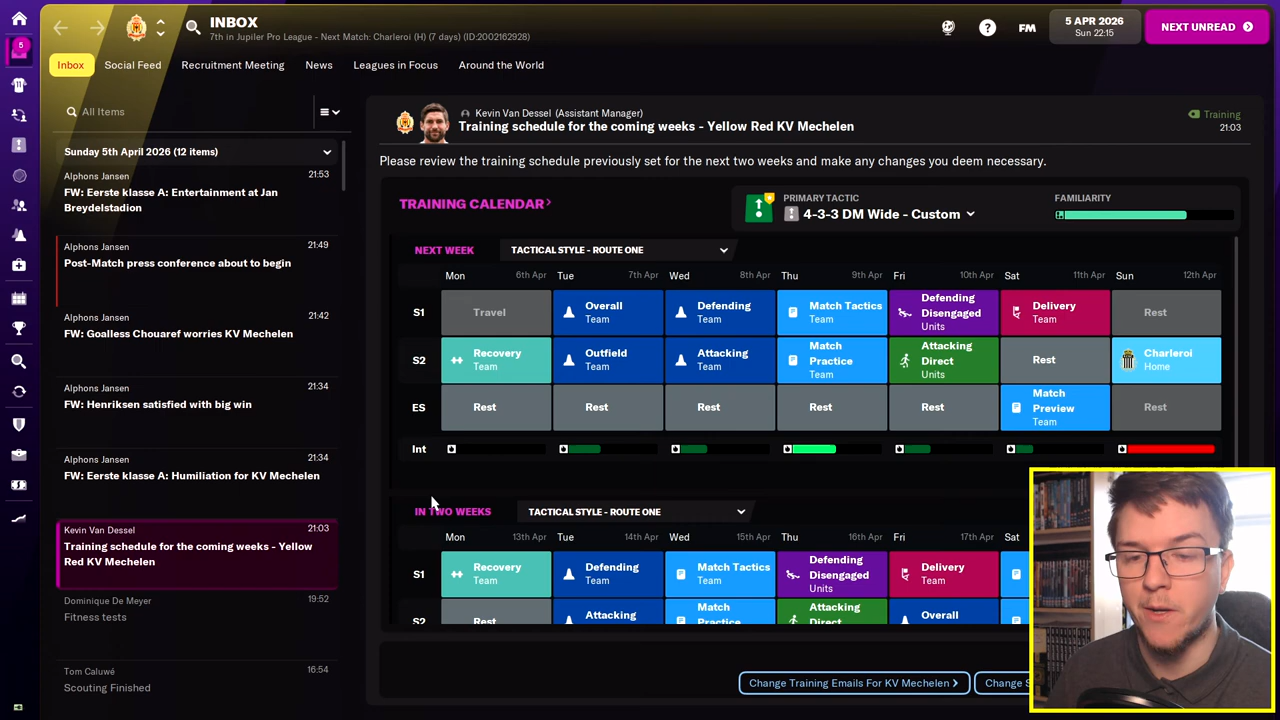 INBOX
7th in Jupiler Pro League - Next Match: Charleroi (H) (7 days) (ID:2002162928)
FM
5 APR 2026
Sun 22:15
NEXT UNREAD
5
Inbox
Social Feed
Recruitment Meeting
News
Leagues in Focus
Around the World
All Items
Sunday 5th April 2026 (12 items)
Alphons Jansen
21:53
FW: Eerste klasse A: Entertainment at Jan
Breydelstadion
Alphons Jansen
21:49
Post-Match press conference about to begin
Alphons Jansen
21:42
FW: Goalless Chouaref worries KV Mechelen
Alphons Jansen
21:34
FW: Henriksen satisfied with big win
Alphons Jansen
21:34
FW: Eerste klasse A: Humiliation for KV Mechelen
Kevin Van Dessel
21:03
Training schedule for the coming weeks - Yellow
Red KV Mechelen
Dominique De Meyer
19:52
Fitness tests
Tom Caluwé
16:54
Scouting Finished
Kevin Van Dessel (Assistant Manager)
Training schedule for the coming weeks - Yellow Red KV Mechelen
Training
21:03
Please review the training schedule previously set for the next two weeks and make any changes you deem necessary.
TRAINING CALENDAR
PRIMARY TACTIC
4-3-3 DM Wide - Custom
FAMILIARITY
NEXT WEEK
TACTICAL STYLE - ROUTE ONE
Mon 6th Apr Tue 7th Apr Wed 8th Apr Thu 9th Apr Fri 10th Apr Sat 11th Apr Sun 12th Apr
S1
Travel
Overall
Team
Defending
Team
Match Tactics
Team
Defending
Disengaged
Units
Delivery
Team
Rest
S2
Recovery
Team
Outfield
Team
Attacking
Team
Match
Practice
Team
Attacking
Direct
Units
Rest
Charleroi
Home
ES
Rest
Rest
Rest
Rest
Rest
Match
Preview
Team
Rest
Int
IN TWO WEEKS
TACTICAL STYLE - ROUTE ONE
Mon 13th Apr Tue 14th Apr Wed 15th Apr Thu 16th Apr Fri 17th Apr Sat
S1
Recovery
Team
Defending
Team
Match Tactics
Team
Defending
Disengaged
Units
Delivery
Team
S2
Rest
Attacking
Match
Practice
Attacking
Direct
Overall
Change Training Emails For KV Mechelen
Change S